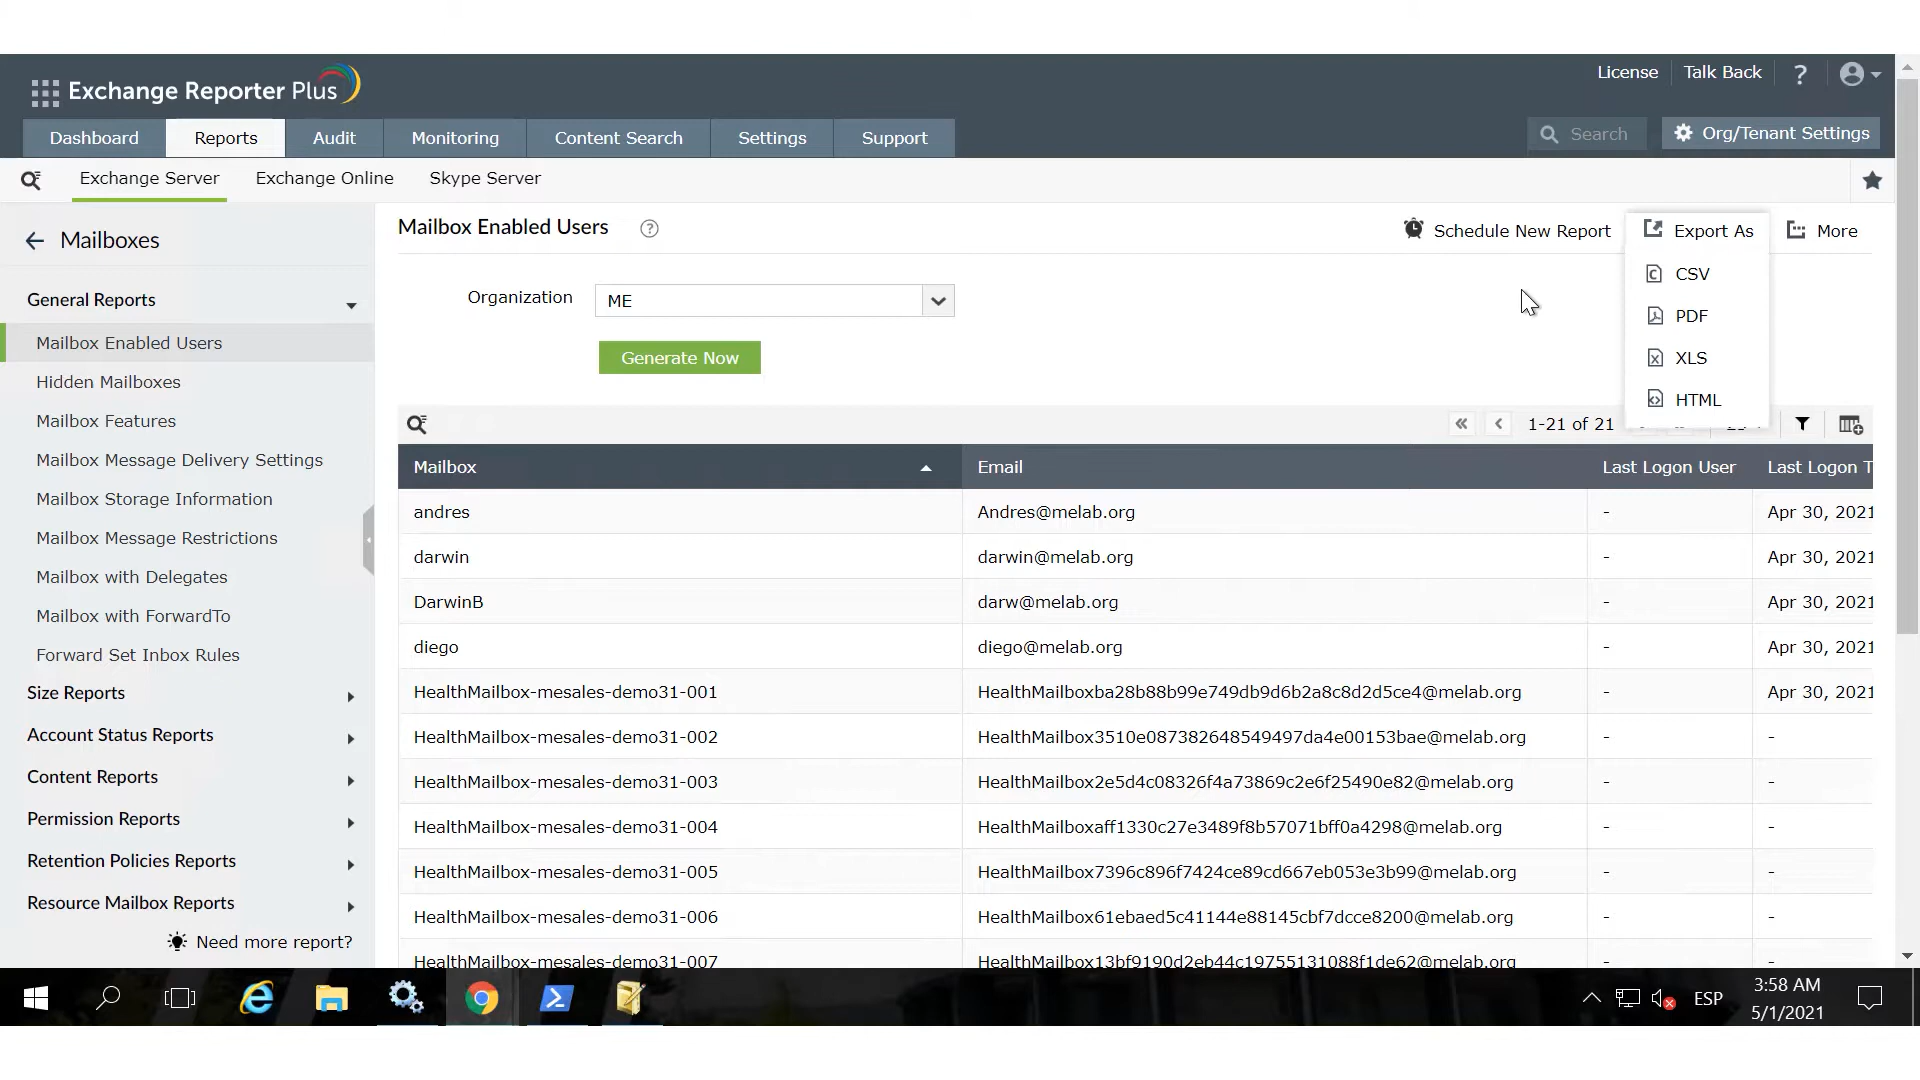 License
Talk Back
?
Exchange Reporter Plus
Dashboard
Reports
Audit
Monitoring
Content Search
Settings
Support
Search
Org/Tenant Settings
Exchange Server
Exchange Online
Skype Server
Mailboxes
General Reports
Mailbox Enabled Users
Hidden Mailboxes
Mailbox Features
Mailbox Message Delivery Settings
Mailbox Storage Information
Mailbox Message Restrictions
Mailbox with Delegates
Mailbox with ForwardTo
Forward Set Inbox Rules
Size Reports
Account Status Reports
Content Reports
Permission Reports
Retention Policies Reports
Resource Mailbox Reports
Need more report?
Mailbox Enabled Users ?
Schedule New Report
Export As
More
CSV
PDF
XLS
HTML
Organization
ME
Generate Now
1-21 of 21
Mailbox Email Last Logon User Last Logon T
andres Andres@melab.org - Apr 30, 2021
darwin darwin@melab.org - Apr 30, 2021
DarwinB darw@melab.org - Apr 30, 2021
diego diego@melab.org - Apr 30, 2021
HealthMailbox-mesales-demo31-001 HealthMailboxba28b88b99e749db9d6b2a8c8d2d5ce4@melab.org - Apr 30, 2021
HealthMailbox-mesales-demo31-002 HealthMailbox3510e087382648549497da4e00153bae@melab.org - -
HealthMailbox-mesales-demo31-003 HealthMailbox2e5d4c08326f4a73869c2e6f25490e82@melab.org - -
HealthMailbox-mesales-demo31-004 HealthMailboxaff1330c27e3489f8b57071bff0a4298@melab.org - -
HealthMailbox-mesales-demo31-005 HealthMailbox7396c896f7424ce89cd667eb053e3b99@melab.org - -
HealthMailbox-mesales-demo31-006 HealthMailbox61ebaed5c41144e88145cbf7dcce8200@melab.org - -
HealthMailbox-mesales-demo31-007 HealthMailbox13bf9190d2eb44c19755131088f1de62@melab.org
ESP
3:58 AM
5/1/2021